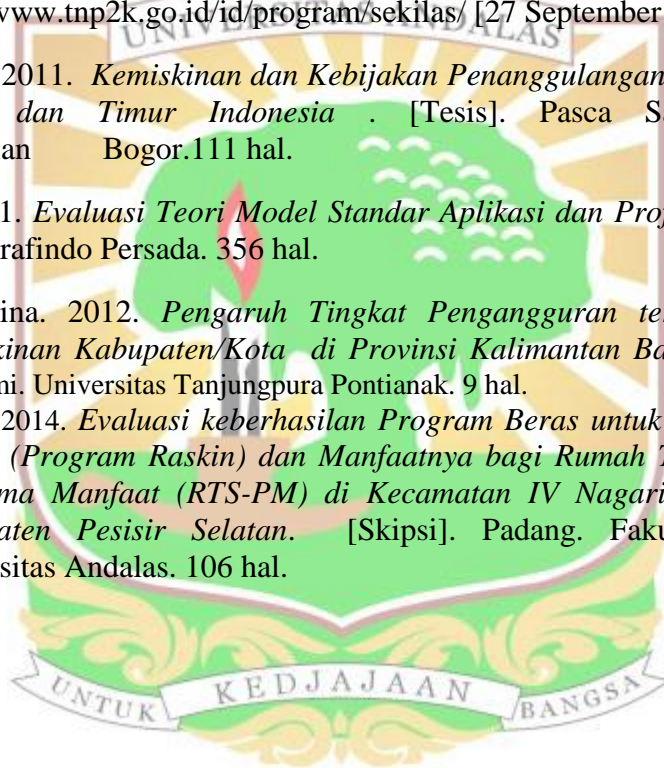 www.tnp2k.go.id/id/program/sekilas/ [27 September
UNIVERSITAS ANDALAS
2011. Kemiskinan dan Kebijakan Penanggulangan
dan Timur Indonesia . [Tesis]. Pasca S
an Bogor.111 hal.
1. Evaluasi Teori Model Standar Aplikasi dan Pro
rafindo Persada. 356 hal.
ina. 2012. Pengaruh Tingkat Pengangguran te
kinan Kabupaten/Kota di Provinsi Kalimantan Ba
mi. Universitas Tanjungpura Pontianak. 9 hal.
2014. Evaluasi keberhasilan Program Beras untuk
(Program Raskin) dan Manfaatnya bagi Rumah T
ma Manfaat (RTS-PM) di Kecamatan IV Nagari
aten Pesisir Selatan. [Skipsi]. Padang. Faku
sitas Andalas. 106 hal.
UNTUK KEDJAJAAN BANGSA